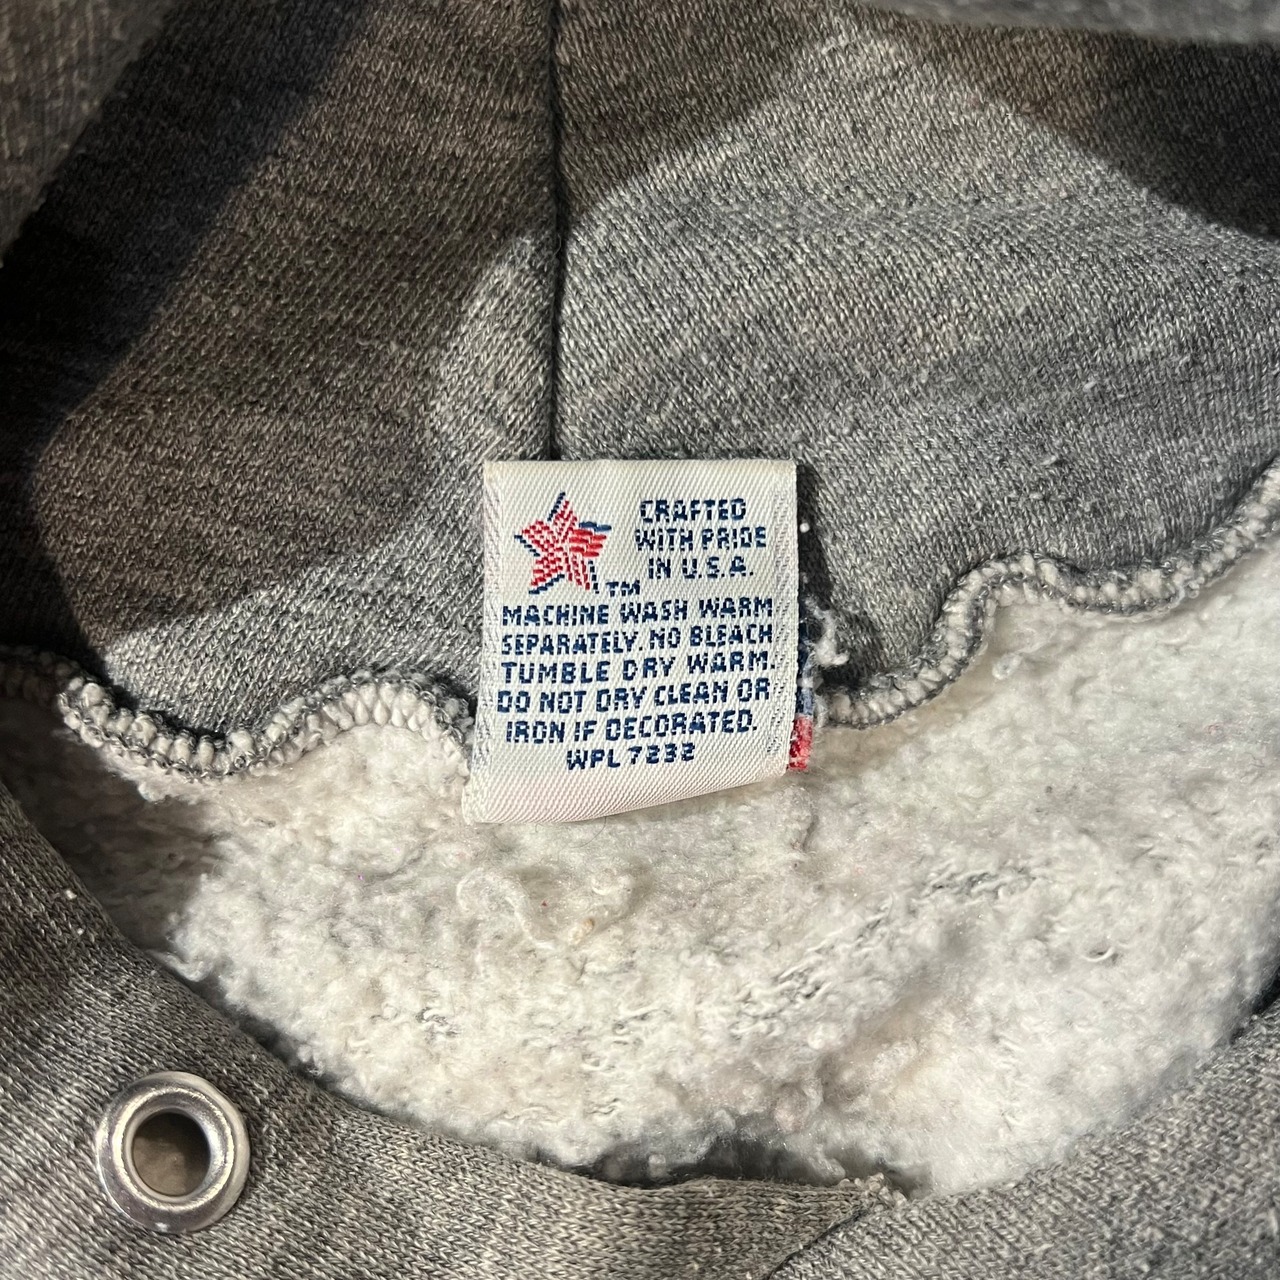 CRAFTED
WITH PRIDE
IN U.S.A.
TM
MACHINE WASH WARM
SEPARATELY. NO BLEACH
TUMBLE DRY WARM.
DO NOT DRY CLEAN OR
IRON IF DECORATED.
WPL 7232